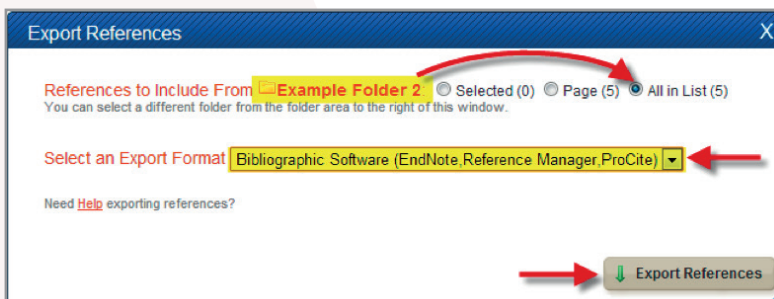 Export References X
References to Include From Example Folder 2: Selected (0) Page (5) All in List (5)
You can select a different folder from the folder area to the right of this window.
Select an Export Format Bibliographic Software (EndNote,Reference Manager,ProCite)
Need Help exporting references?
Export References